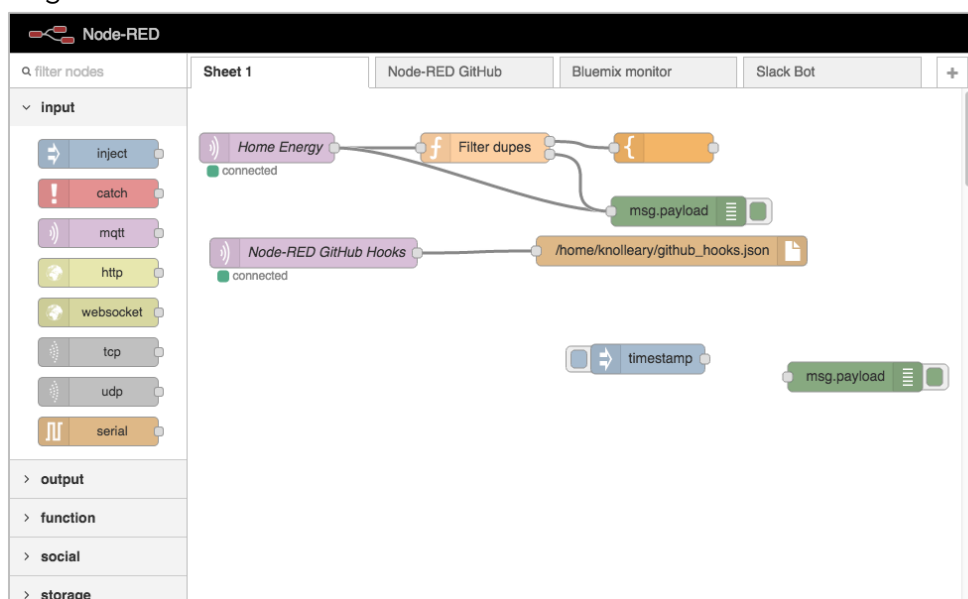 Node-RED
filter nodes
Sheet 1
Node-RED GitHub
Bluemix monitor
Slack Bot
+
input
inject
catch
mqtt
http
websocket
tcp
udp
serial
output
function
social
storage
Home Energy
connected
Filter dupes
msg.payload
Node-RED GitHub Hooks
connected
/home/knolleary/github_hooks.json
timestamp
msg.payload